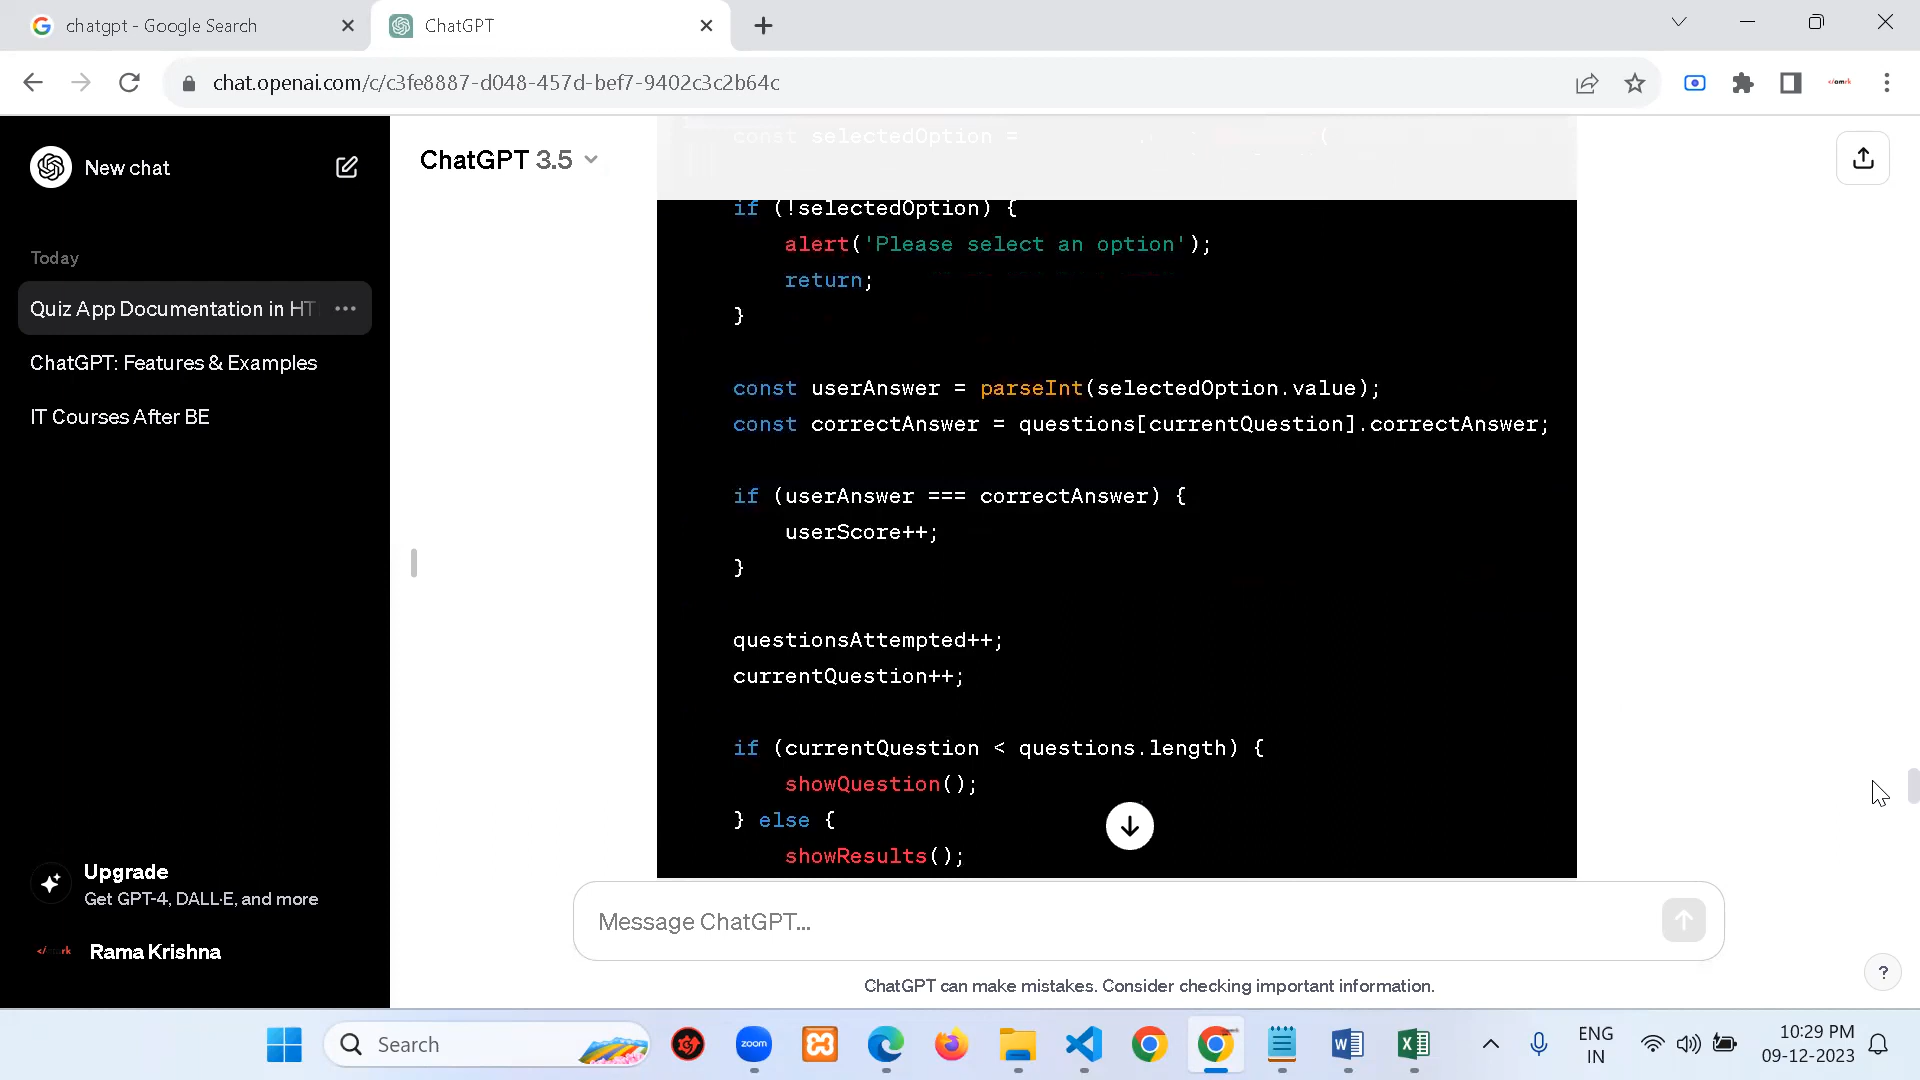 chatgpt - Google Search
ChatGPT
chat.openai.com/c/c3fe8887-d048-457d-bef7-9402c3c2b64c
New chat
ChatGPT 3.5
Today
Quiz App Documentation in HT
ChatGPT: Features & Examples
IT Courses After BE
const selectedOption =
if (!selectedOption) {
alert('Please select an option');
return;
}
const userAnswer = parseInt(selectedOption.value);
const correctAnswer = questions[currentQuestion].correctAnswer;
if (userAnswer === correctAnswer) {
userScore++;
}
questionsAttempted++;
currentQuestion++;
if (currentQuestion < questions.length) {
showQuestion();
} else {
showResults();
Upgrade
Get GPT-4, DALL·E, and more
Rama Krishna
Message ChatGPT...
ChatGPT can make mistakes. Consider checking important information.
?
Search
zoom
ENG
IN
10:29 PM
09-12-2023